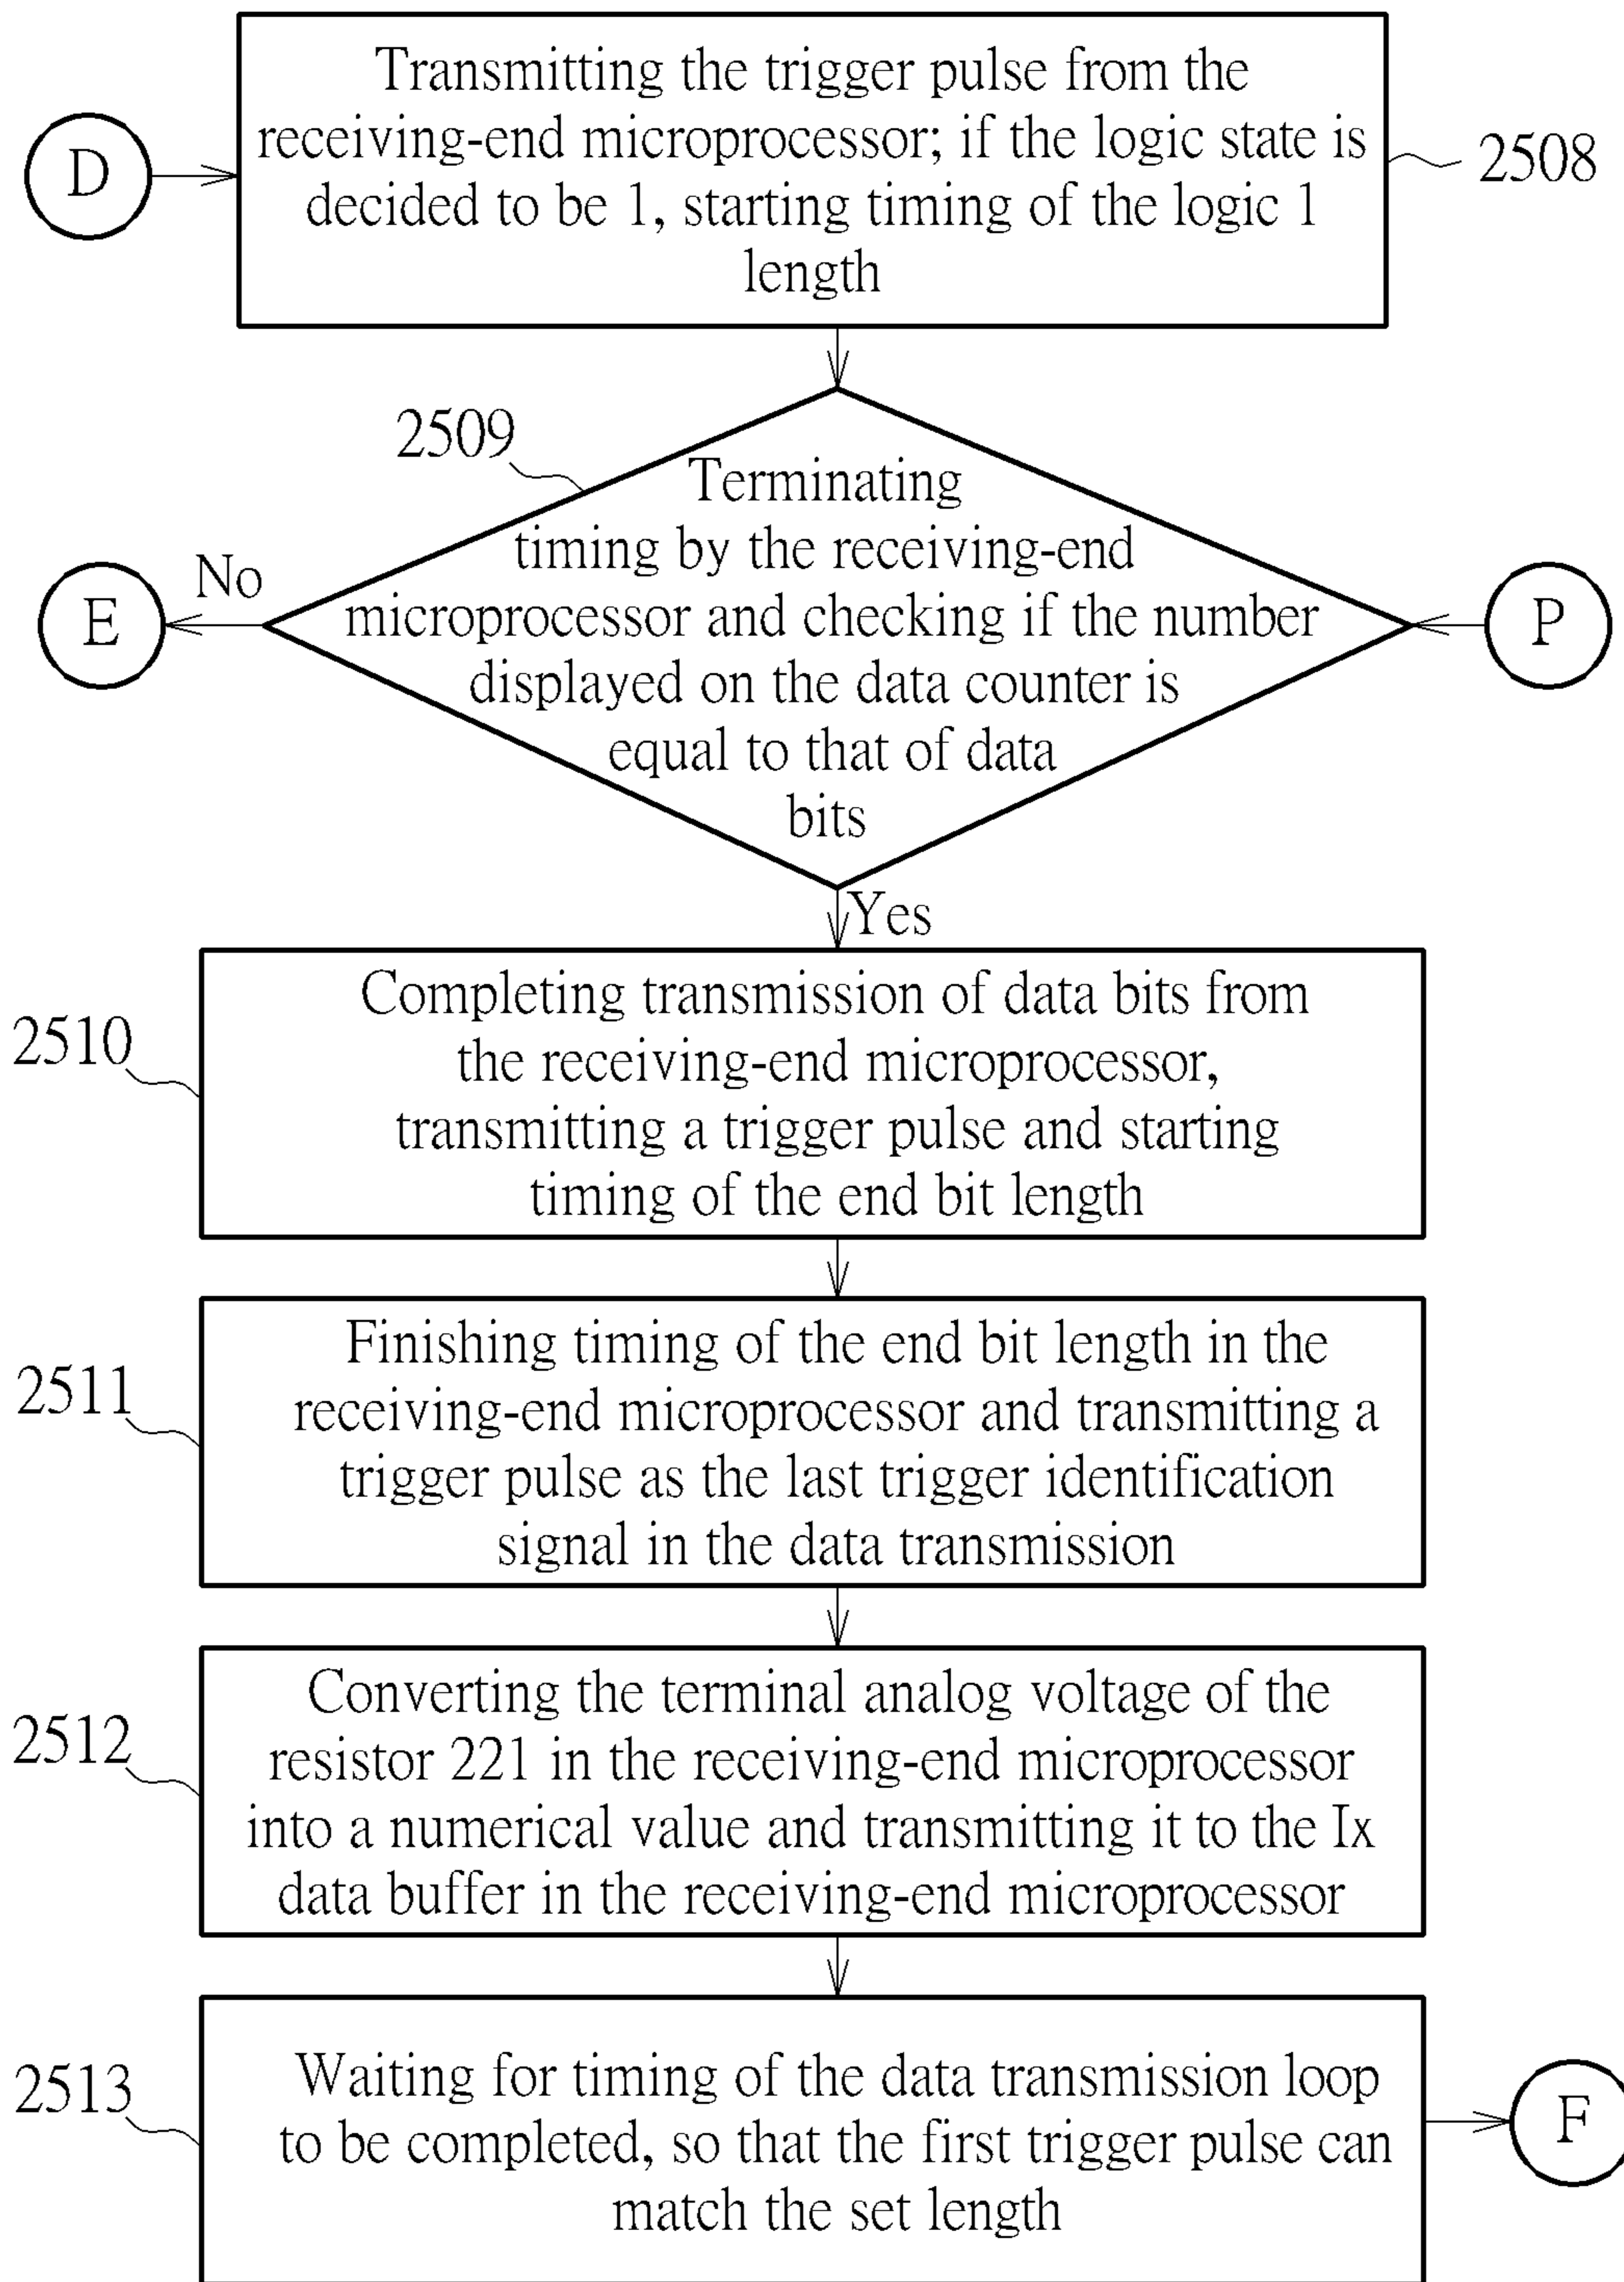 Transmitting the trigger pulse from the
receiving-end microprocessor; if the logic state is
decided to be 1, starting timing of the logic 1
length
D
2508
2509
Terminating
timing by the receiving-end
microprocessor and checking if the number
displayed on the data counter is
equal to that of data
bits
No
E
P
Yes
Completing transmission of data bits from
the receiving-end microprocessor,
transmitting a trigger pulse and starting
timing of the end bit length
2510
Finishing timing of the end bit length in the
receiving-end microprocessor and transmitting a
trigger pulse as the last trigger identification
signal in the data transmission
2511
Converting the terminal analog voltage of the
resistor 221 in the receiving-end microprocessor
into a numerical value and transmitting it to the Ix
data buffer in the receiving-end microprocessor
2512
Waiting for timing of the data transmission loop
to be completed, so that the first trigger pulse can
match the set length
2513
F